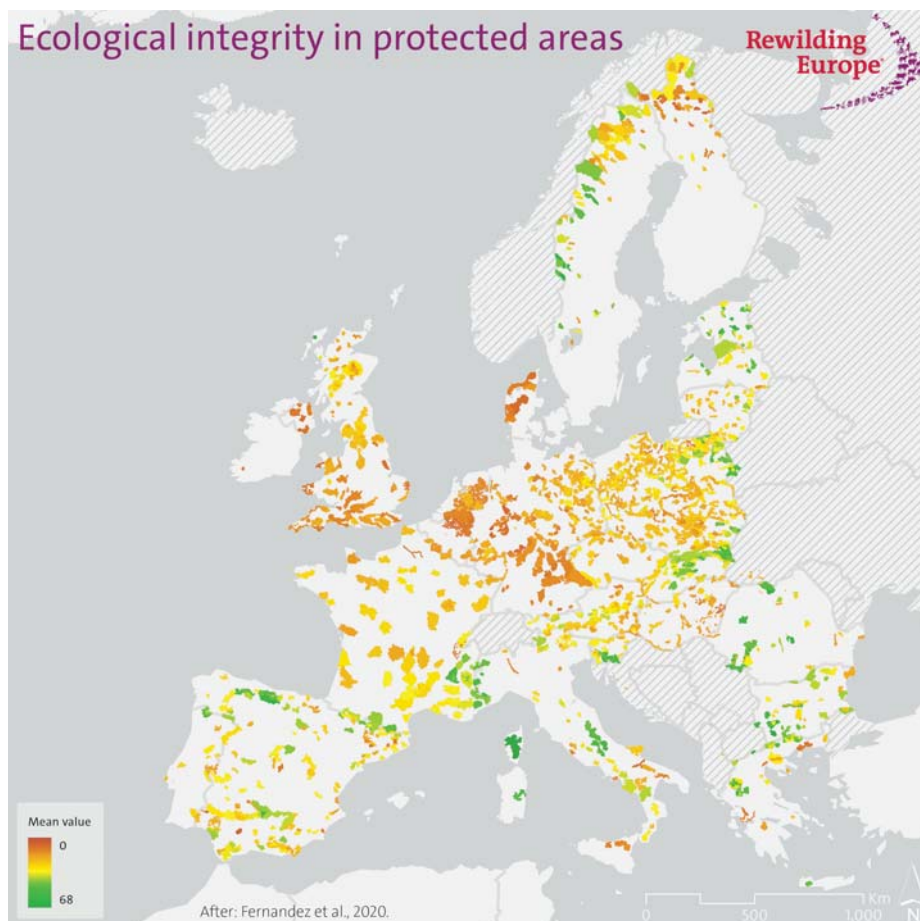 Ecological integrity in protected areas
Rewilding
Europe
Mean value
0
68
After: Fernandez et al., 2020.
0
500
1,000
Km
N